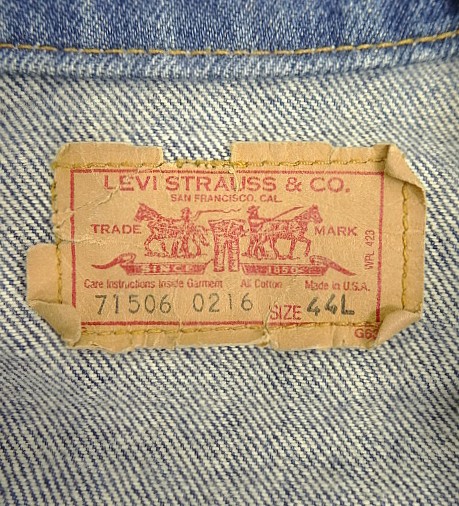 LEVI STRAUSS & CO.
SAN FRANCISCO, CAL.
TRADE MARK
WPL 423
SINCE 1850
Care Instructions Inside Garment All Cotton Made in U.S.A.
71506 0216 SIZE 44L